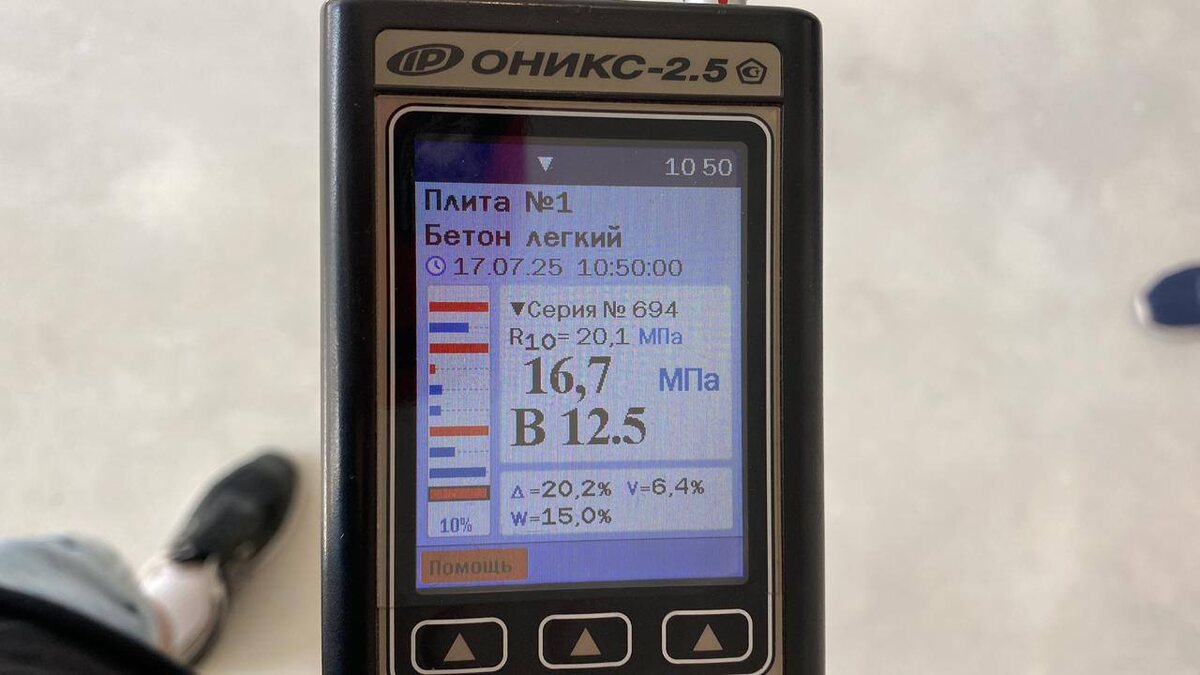 IP ОНИКС-2.5
▼ 10 50
Плита №1
Бетон легкий
17.07.25 10:50:00
▼Серия № 694
R10= 20,1 МПа
16,7 МПа
В 12.5
Δ=20,2% V=6,4%
W=15,0%
10%
Помощь